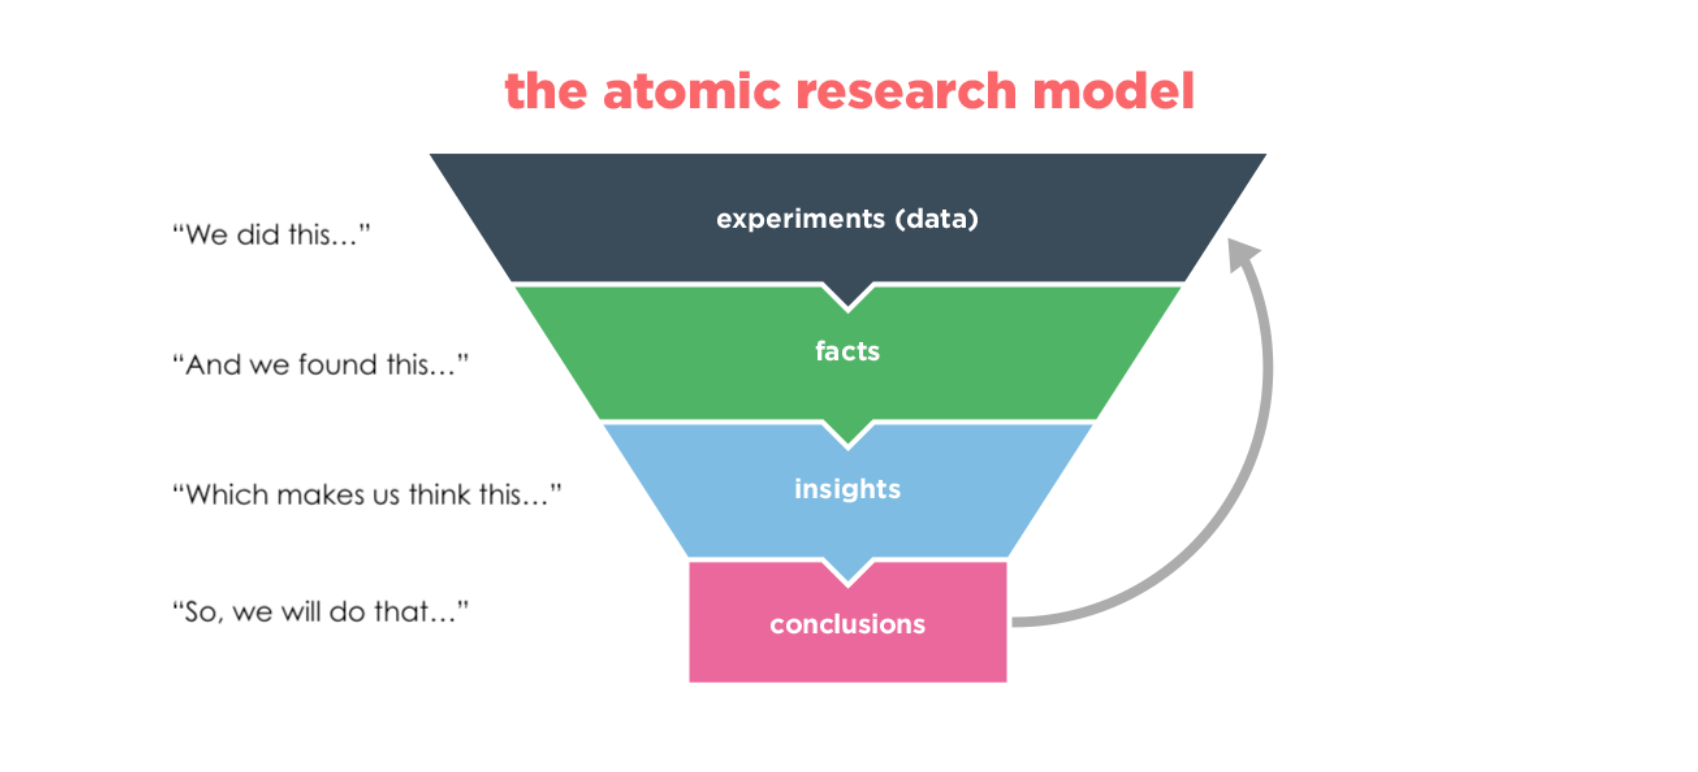 the atomic research model
“We did this...”
experiments (data)
“And we found this...”
facts
“Which makes us think this...”
insights
“So, we will do that...”
conclusions